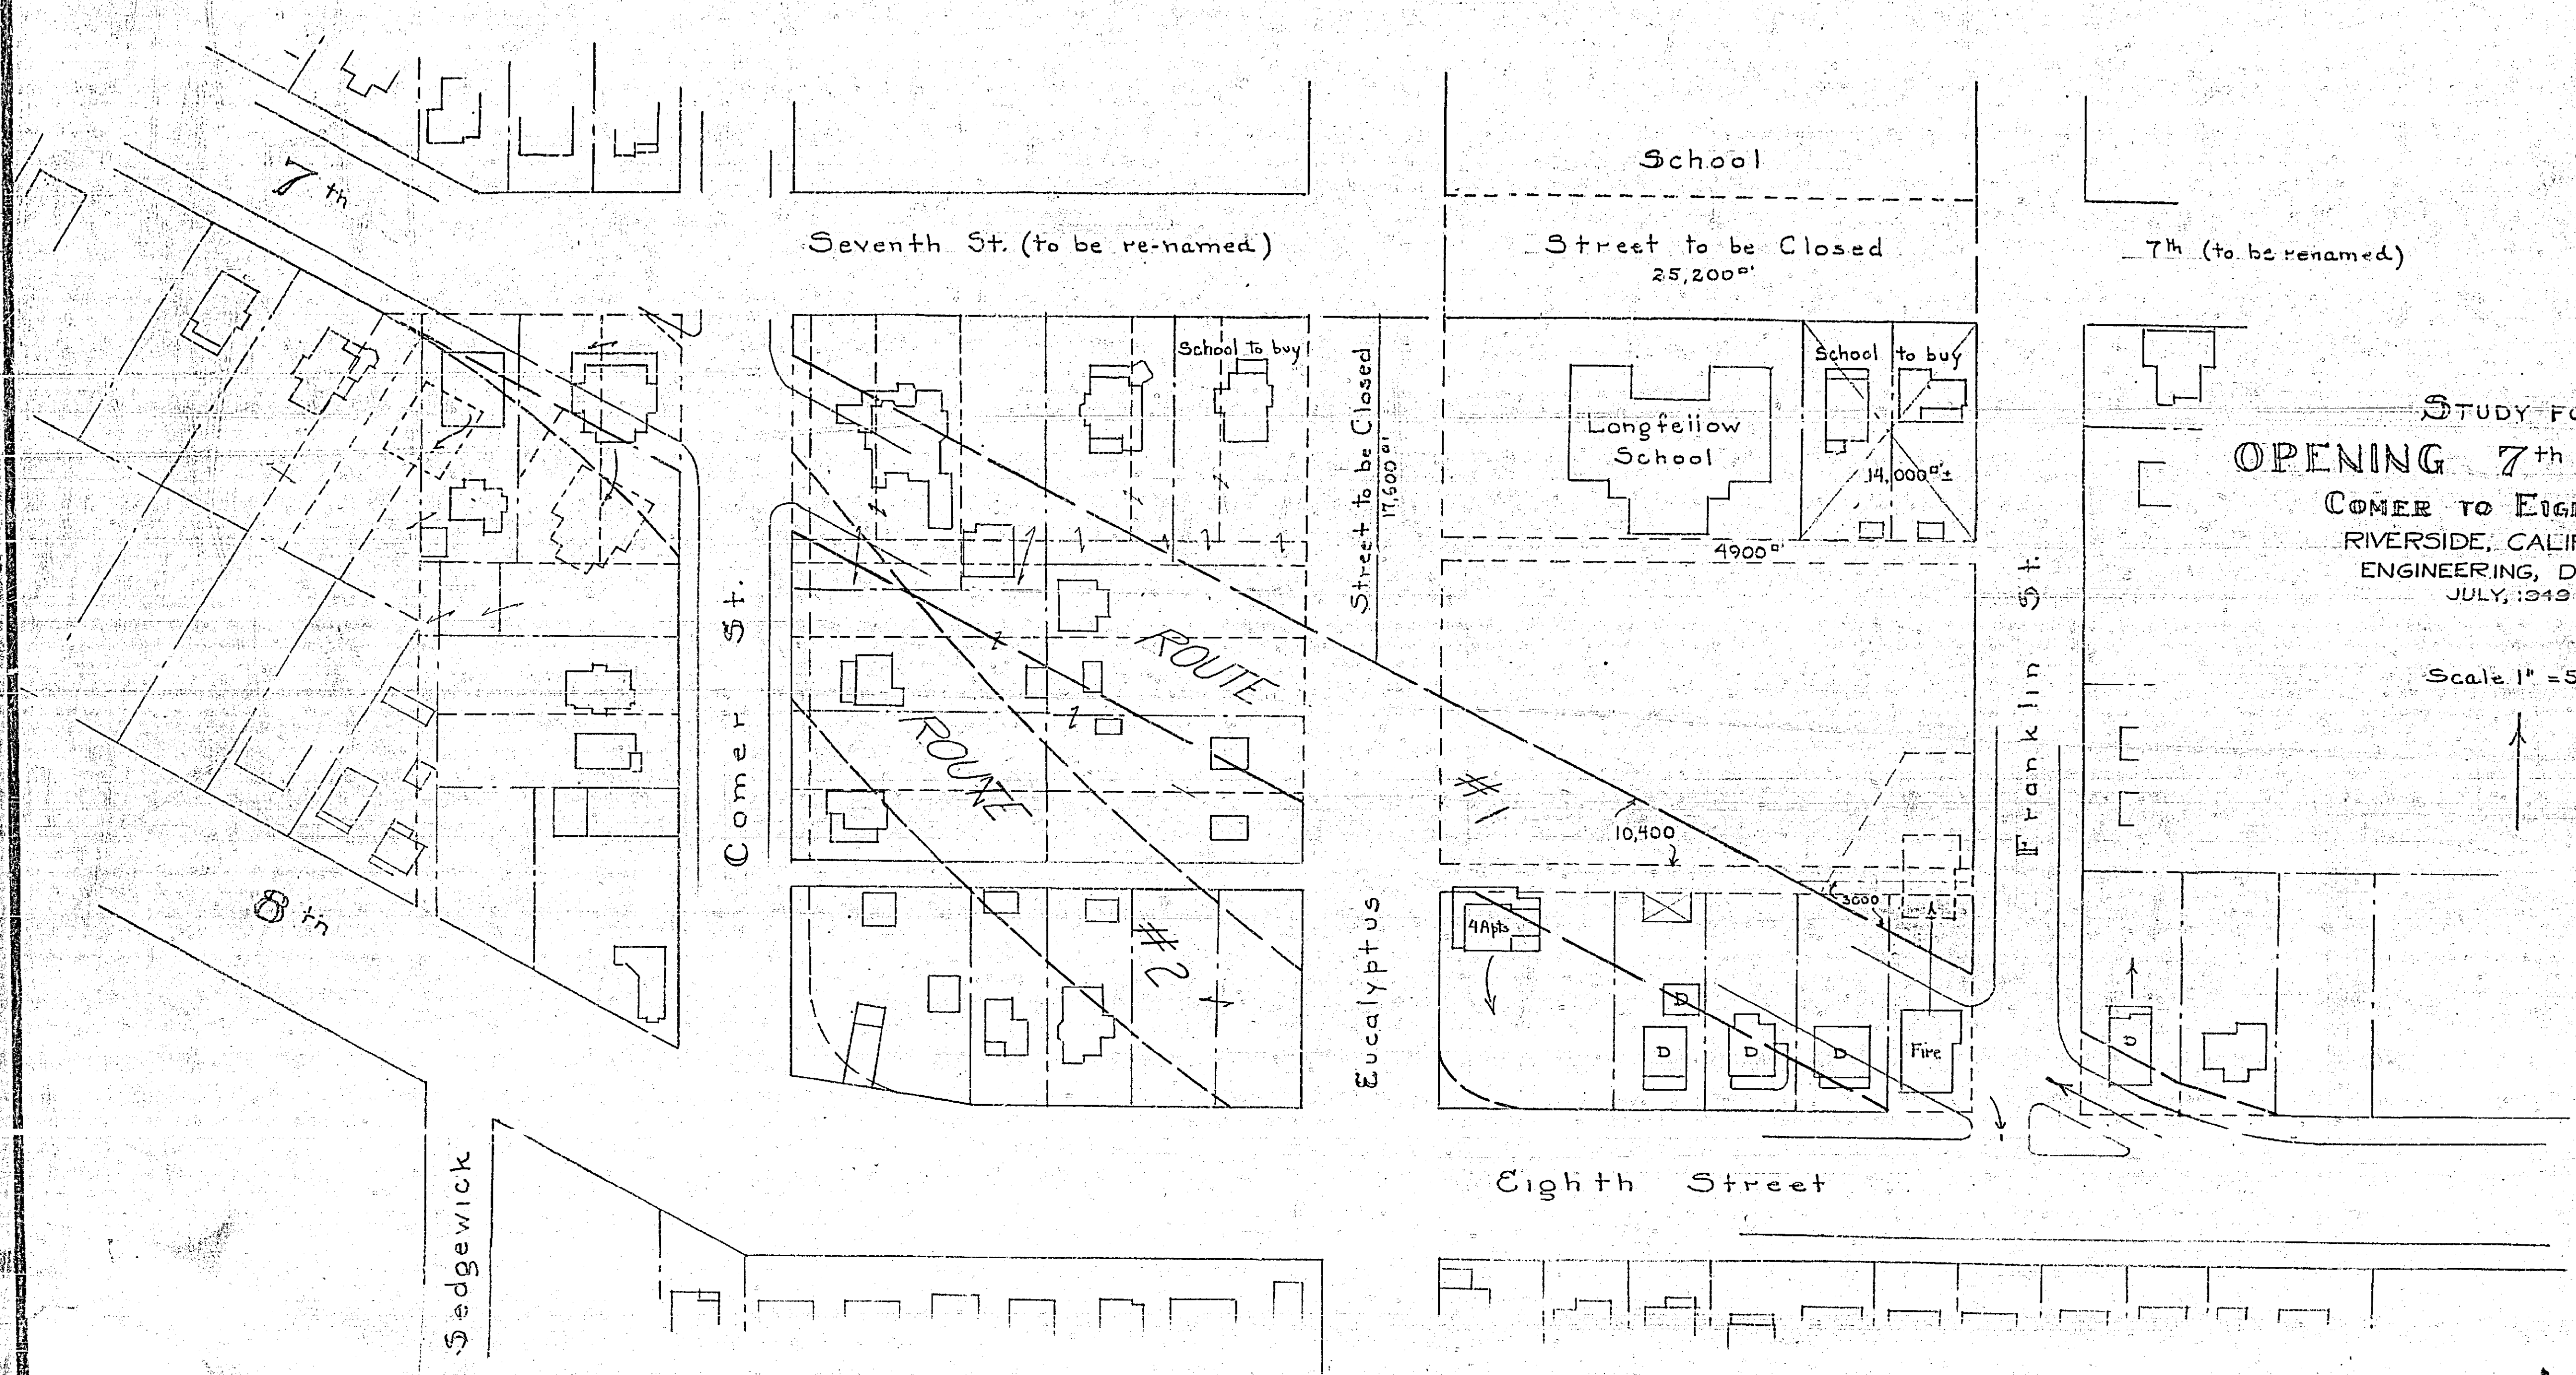 School
7th
Seventh St. (to be re-named)
Street to be Closed
25,200□'
7th (to be renamed)
School to buy
School to buy
Street to be Closed
17,600□'
Longfellow
School
14,000□'±
4900□'
STUDY FO
OPENING 7th
COMER TO EIG
RIVERSIDE, CALIF
ENGINEERING, D
JULY, 1949
Scale 1" = 5
Comer St.
ROUTE
ROUTE
#1
#2
10,400
3000
Franklin St.
8th
4 Apts
D
D
D
D
Fire
D
Eucalyptus
Eighth Street
Sedgewick